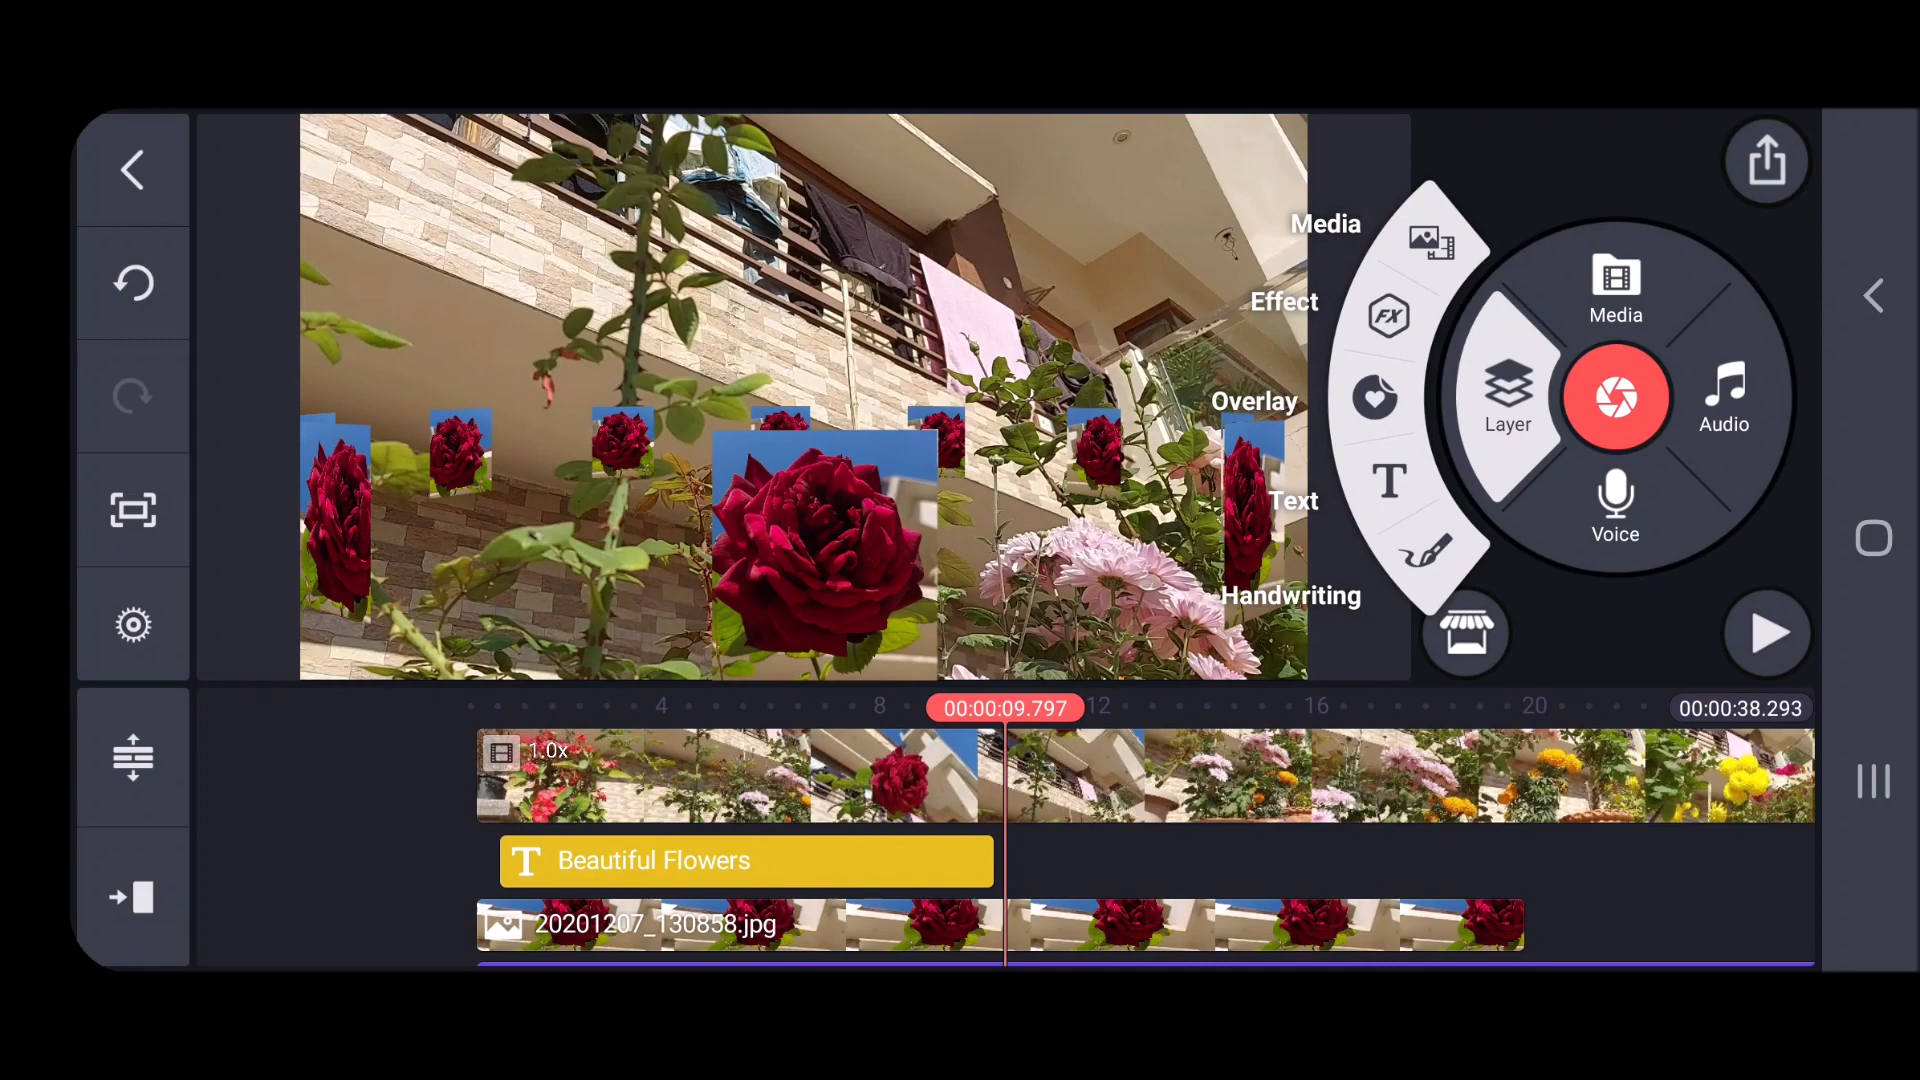 Media
Effect
Overlay
Text
Handwriting
FX
T
Media
Layer
Audio
Voice
4
8
00:00:09.797
12
16
20
00:00:38.293
1.0x
T Beautiful Flowers
20201207_130858.jpg